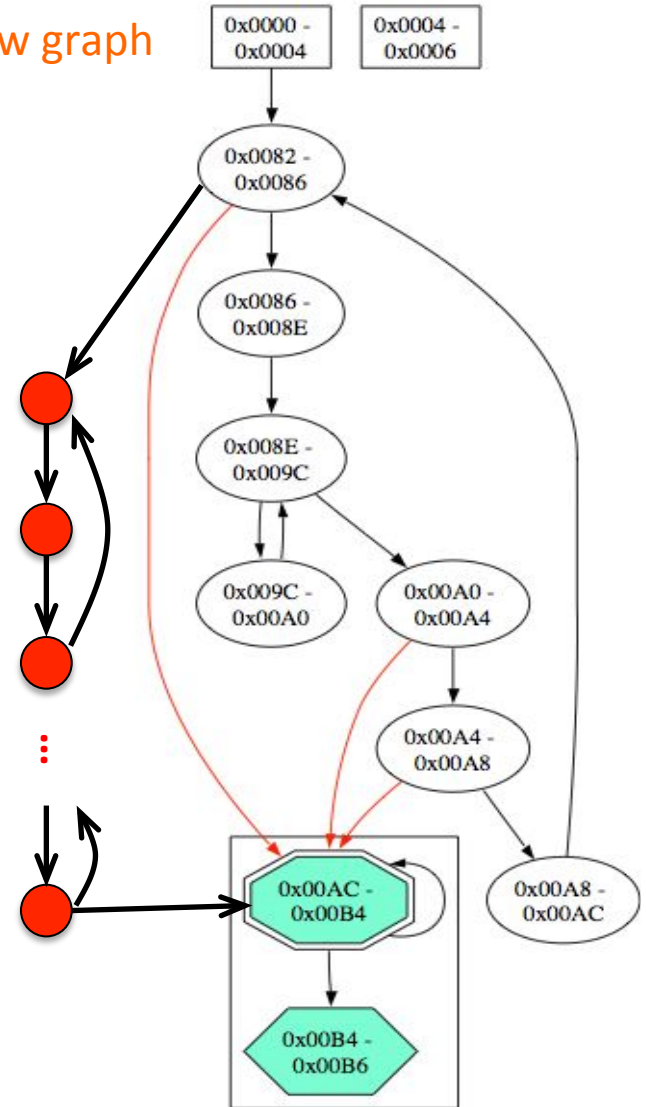 w graph
0x0000 -
0x0004
0x0004 -
0x0006
0x0082 -
0x0086
0x0086 -
0x008E
0x008E -
0x009C
0x009C -
0x00A0
0x00A0 -
0x00A4
0x00A4 -
0x00A8
...
0x00AC -
0x00B4
0x00A8 -
0x00AC
0x00B4 -
0x00B6